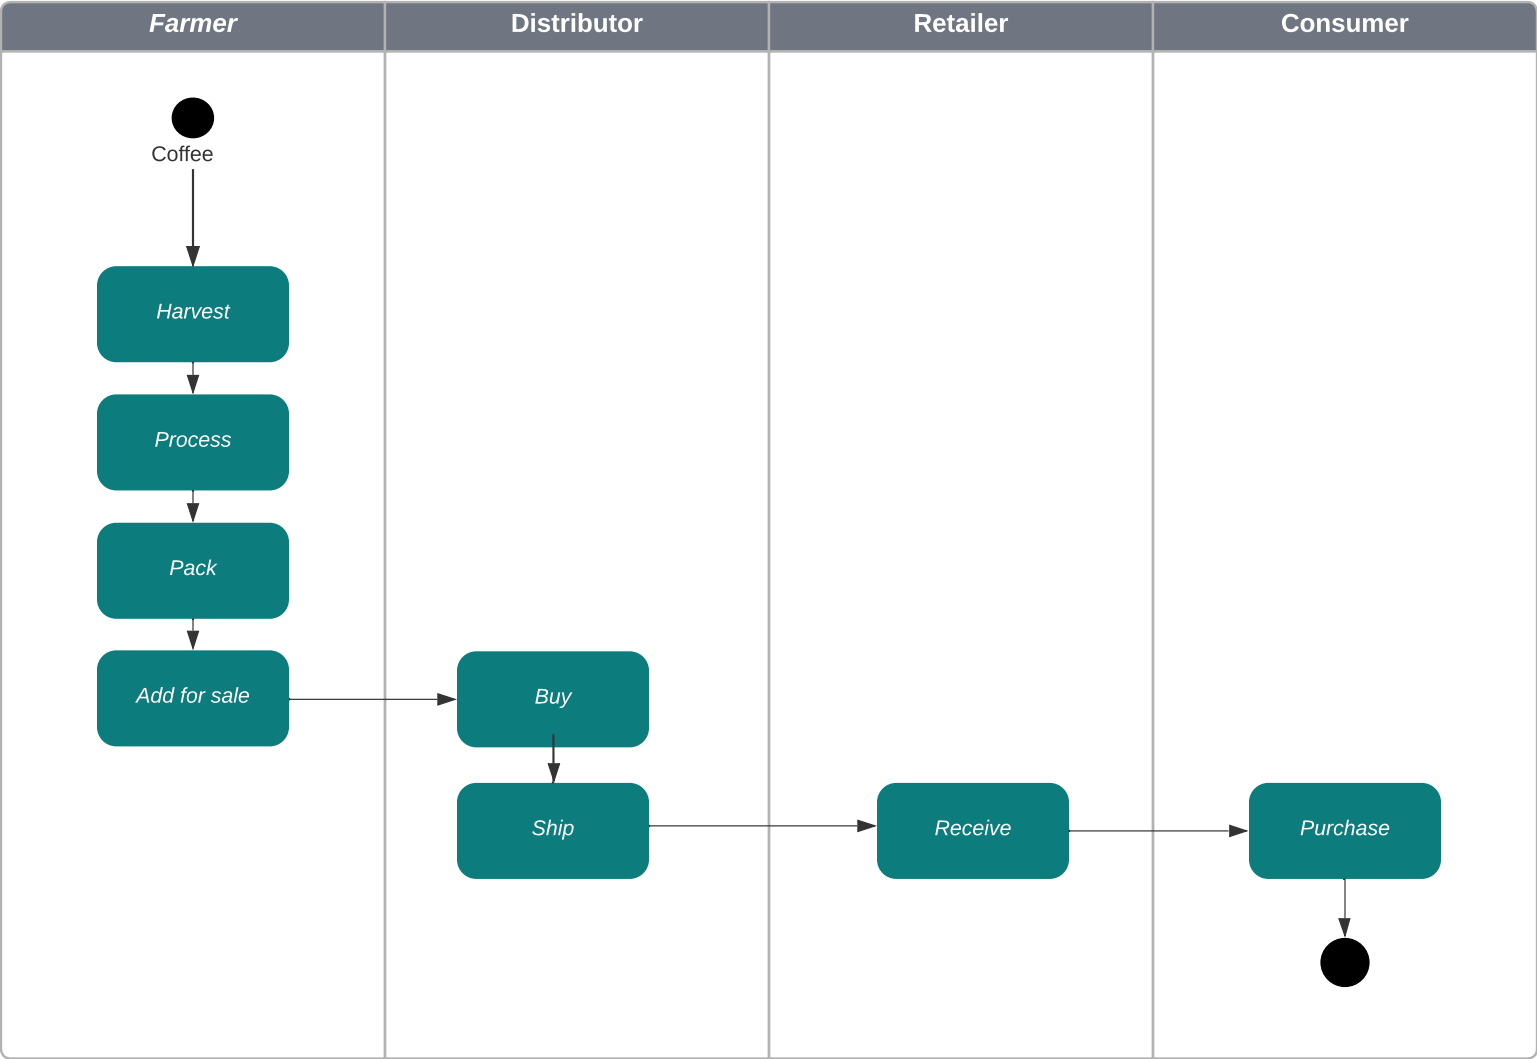 Farmer
Distributor
Retailer
Consumer
Coffee
Harvest
Process
Pack
Add for sale
Buy
Ship
Receive
Purchase